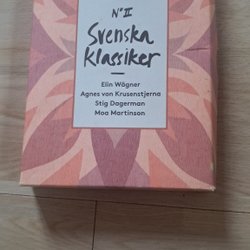 Nº II
Svenska
klassiker
Elin Wägner
Agnes von Krusenstjerna
Stig Dagerman
Moa Martinson